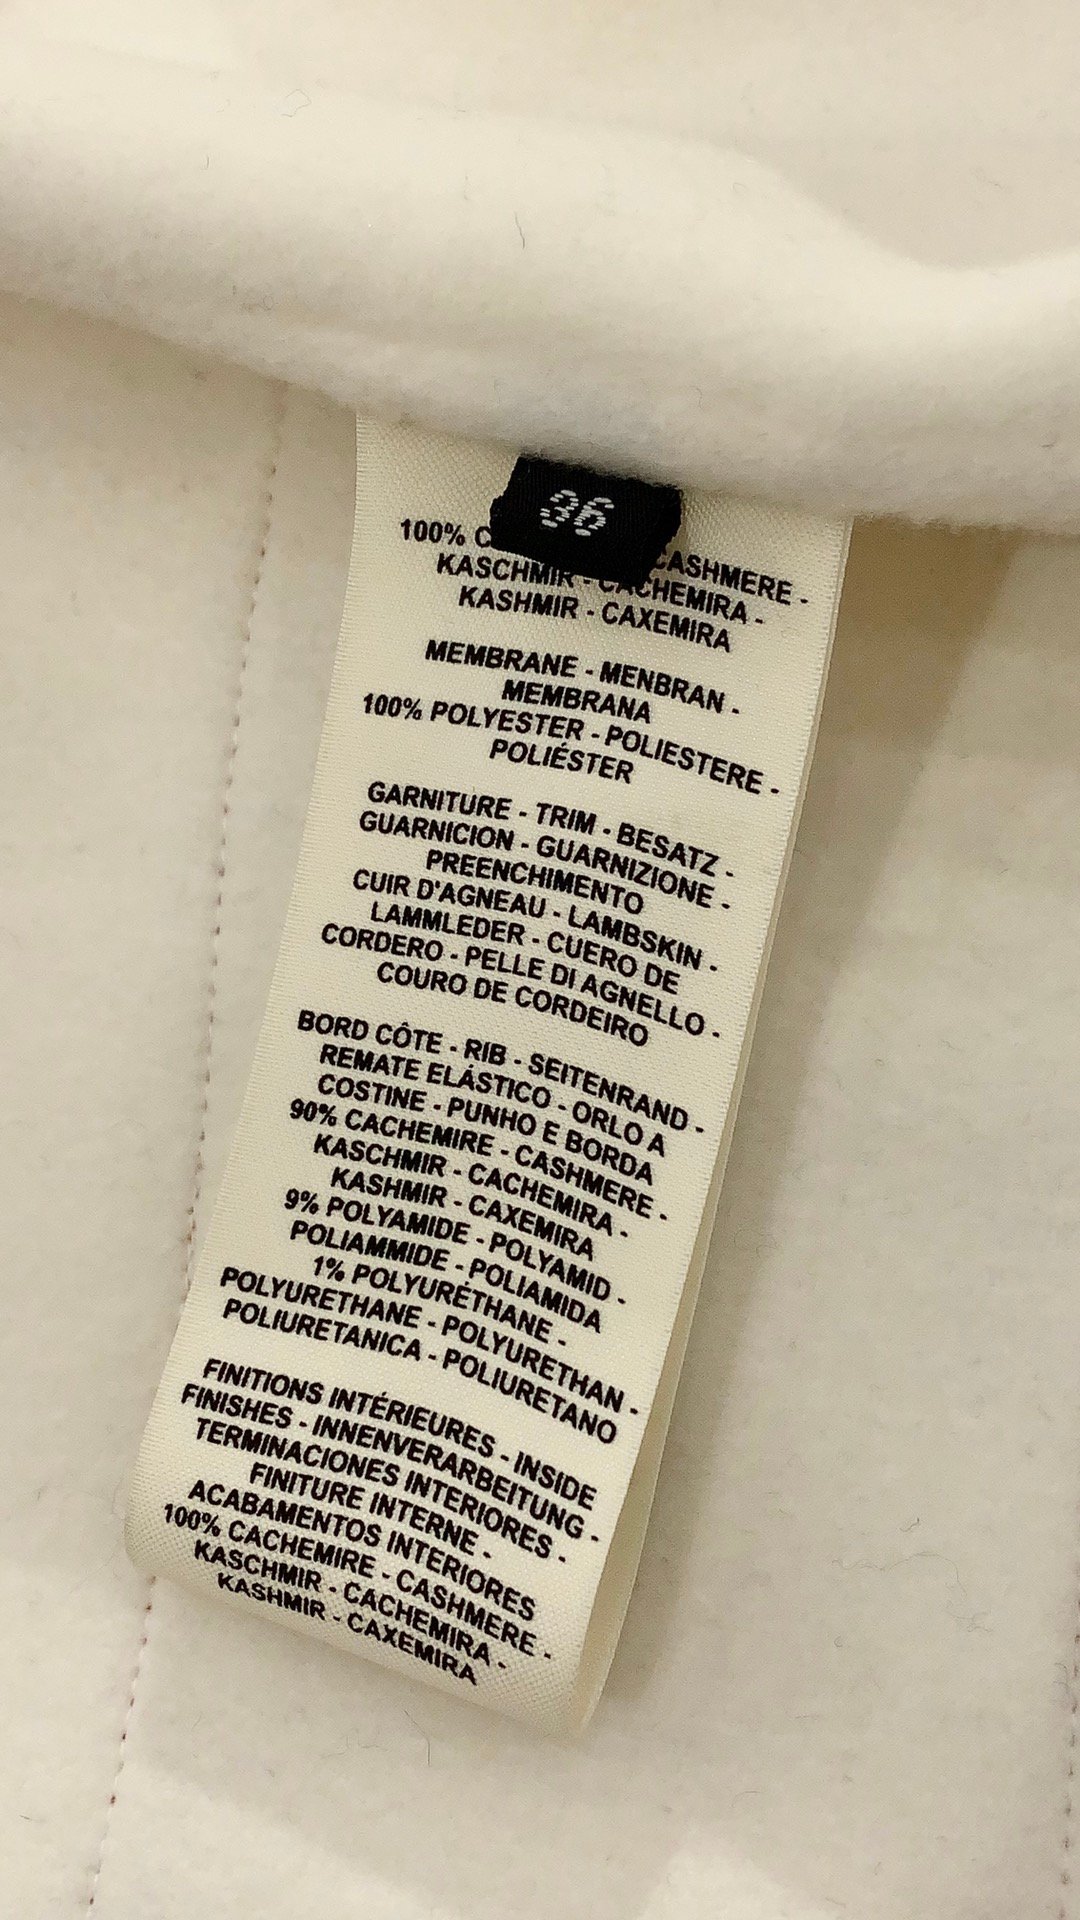 36
100% CASHMERE -
KASCHMIR - CACHEMIRA -
KASHMIR - CAXEMIRA
MEMBRANE - MENBRAN -
MEMBRANA
100% POLYESTER - POLIESTERE -
POLIÉSTER
GARNITURE - TRIM - BESATZ -
GUARNICION - GUARNIZIONE -
PREENCHIMENTO
CUIR D'AGNEAU - LAMBSKIN -
LAMMLEDER - CUERO DE
CORDERO - PELLE DI AGNELLO -
COURO DE CORDEIRO
BORD CÔTE - RIB - SEITENRAND -
REMATE ELÁSTICO - ORLO A
COSTINE - PUNHO E BORDA
90% CACHEMIRE - CASHMERE -
KASCHMIR - CACHEMIRA -
KASHMIR - CAXEMIRA
9% POLYAMIDE - POLYAMID -
POLIAMMIDE - POLIAMIDA
1% POLYURÉTHANE -
POLYURETHANE - POLYURETHAN -
POLIURETANICA - POLIURETANO
FINITIONS INTÉRIEURES - INSIDE
FINISHES - INNENVERARBEITUNG -
TERMINACIONES INTERIORES -
FINITURE INTERNE -
ACABAMENTOS INTERIORES
100% CACHEMIRE - CASHMERE -
KASCHMIR - CACHEMIRA -
KASHMIR - CAXEMIRA